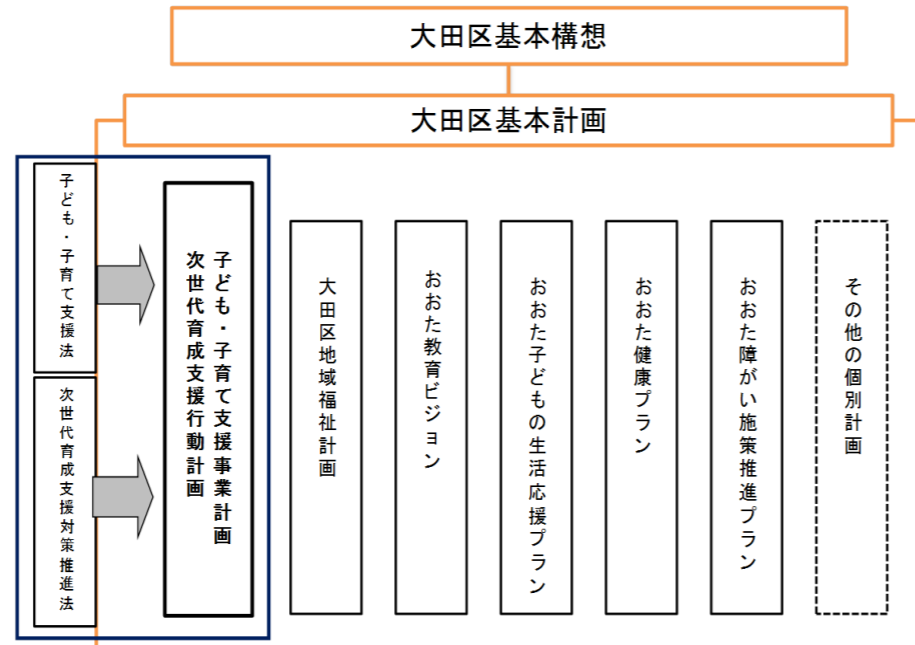 大田区基本構想
大田区基本計画
子ども・子育て支援法
次世代育成支援対策推進法
子ども・子育て支援事業計画
次世代育成支援行動計画
大田区地域福祉計画
おおた教育ビジョン
おおた子どもの生活応援プラン
おおた健康プラン
おおた障がい施策推進プラン
その他の個別計画